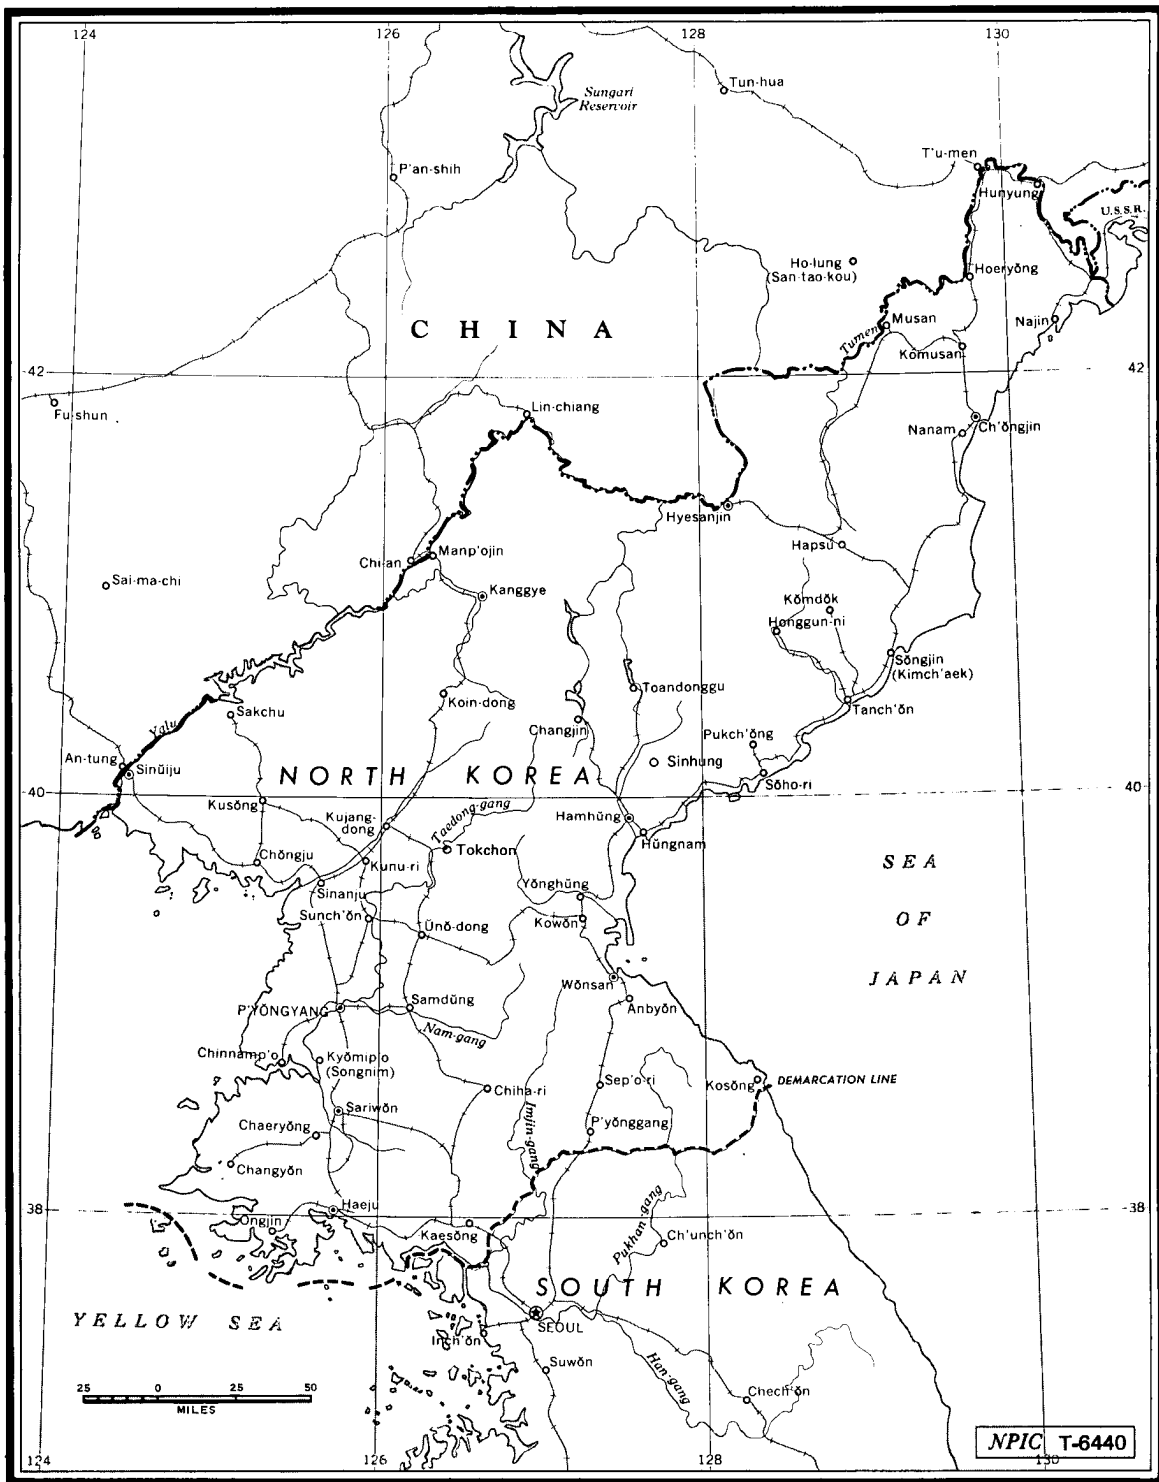 124 126 128 130
Tun-hua
Sungari
Reservoir
T'u-men
P'an-shih
Hunyung
U.S.S.R.
Ho-lung
(San-tao-kou)
Hoeryŏng
CHINA
Tumen
Musan
Najin
Kŏmusan
42 42
Fu-shun
Lin-chiang
Nanam
Ch'ŏngjin
Hyesanjin
Hapsu
Chi-an
Manp'ojin
Sai-ma-chi
Kanggye
Kŏmdŏk
Honggun-ni
Sŏngjin
(Kimch'aek)
Toandonggu
Koin-dong
Tanch'ŏn
Sakchu
Changjin
Yalu
Pukch'ŏng
An-tung
Sinŭiju
NORTH KOREA
Sinhung
Sŏho-ri
40 40
Kusŏng
Kujang-
dong
Taedong-gang
Hamhŭng
Hŭngnam
Tokchon
Chŏngju
Kunu-ri
SEA
OF
JAPAN
Sinanju
Yŏnghŭng
Sunch'ŏn
Kowŏn
Ŭnŏ-dong
Wŏnsan
Anbyŏn
P'YŎNGYANG
Samdŭng
Nam-gang
Chinnamp'o
Kyŏmip'o
(Songnim)
Chiha-ri
Sep'o-ri
Kosŏng
DEMARCATION LINE
Sariwŏn
Imjin-gang
P'yŏnggang
Chaeryŏng
Changyŏn
Haeju
38 38
Ongjin
Kaesŏng
Pukhan-gang
Ch'unch'ŏn
SOUTH KOREA
YELLOW SEA
SEOUL
Inch'ŏn
Suwŏn
Han-gang
Chech'ŏn
25 0 25 50
MILES
NPIC T-6440
124 126 128 130